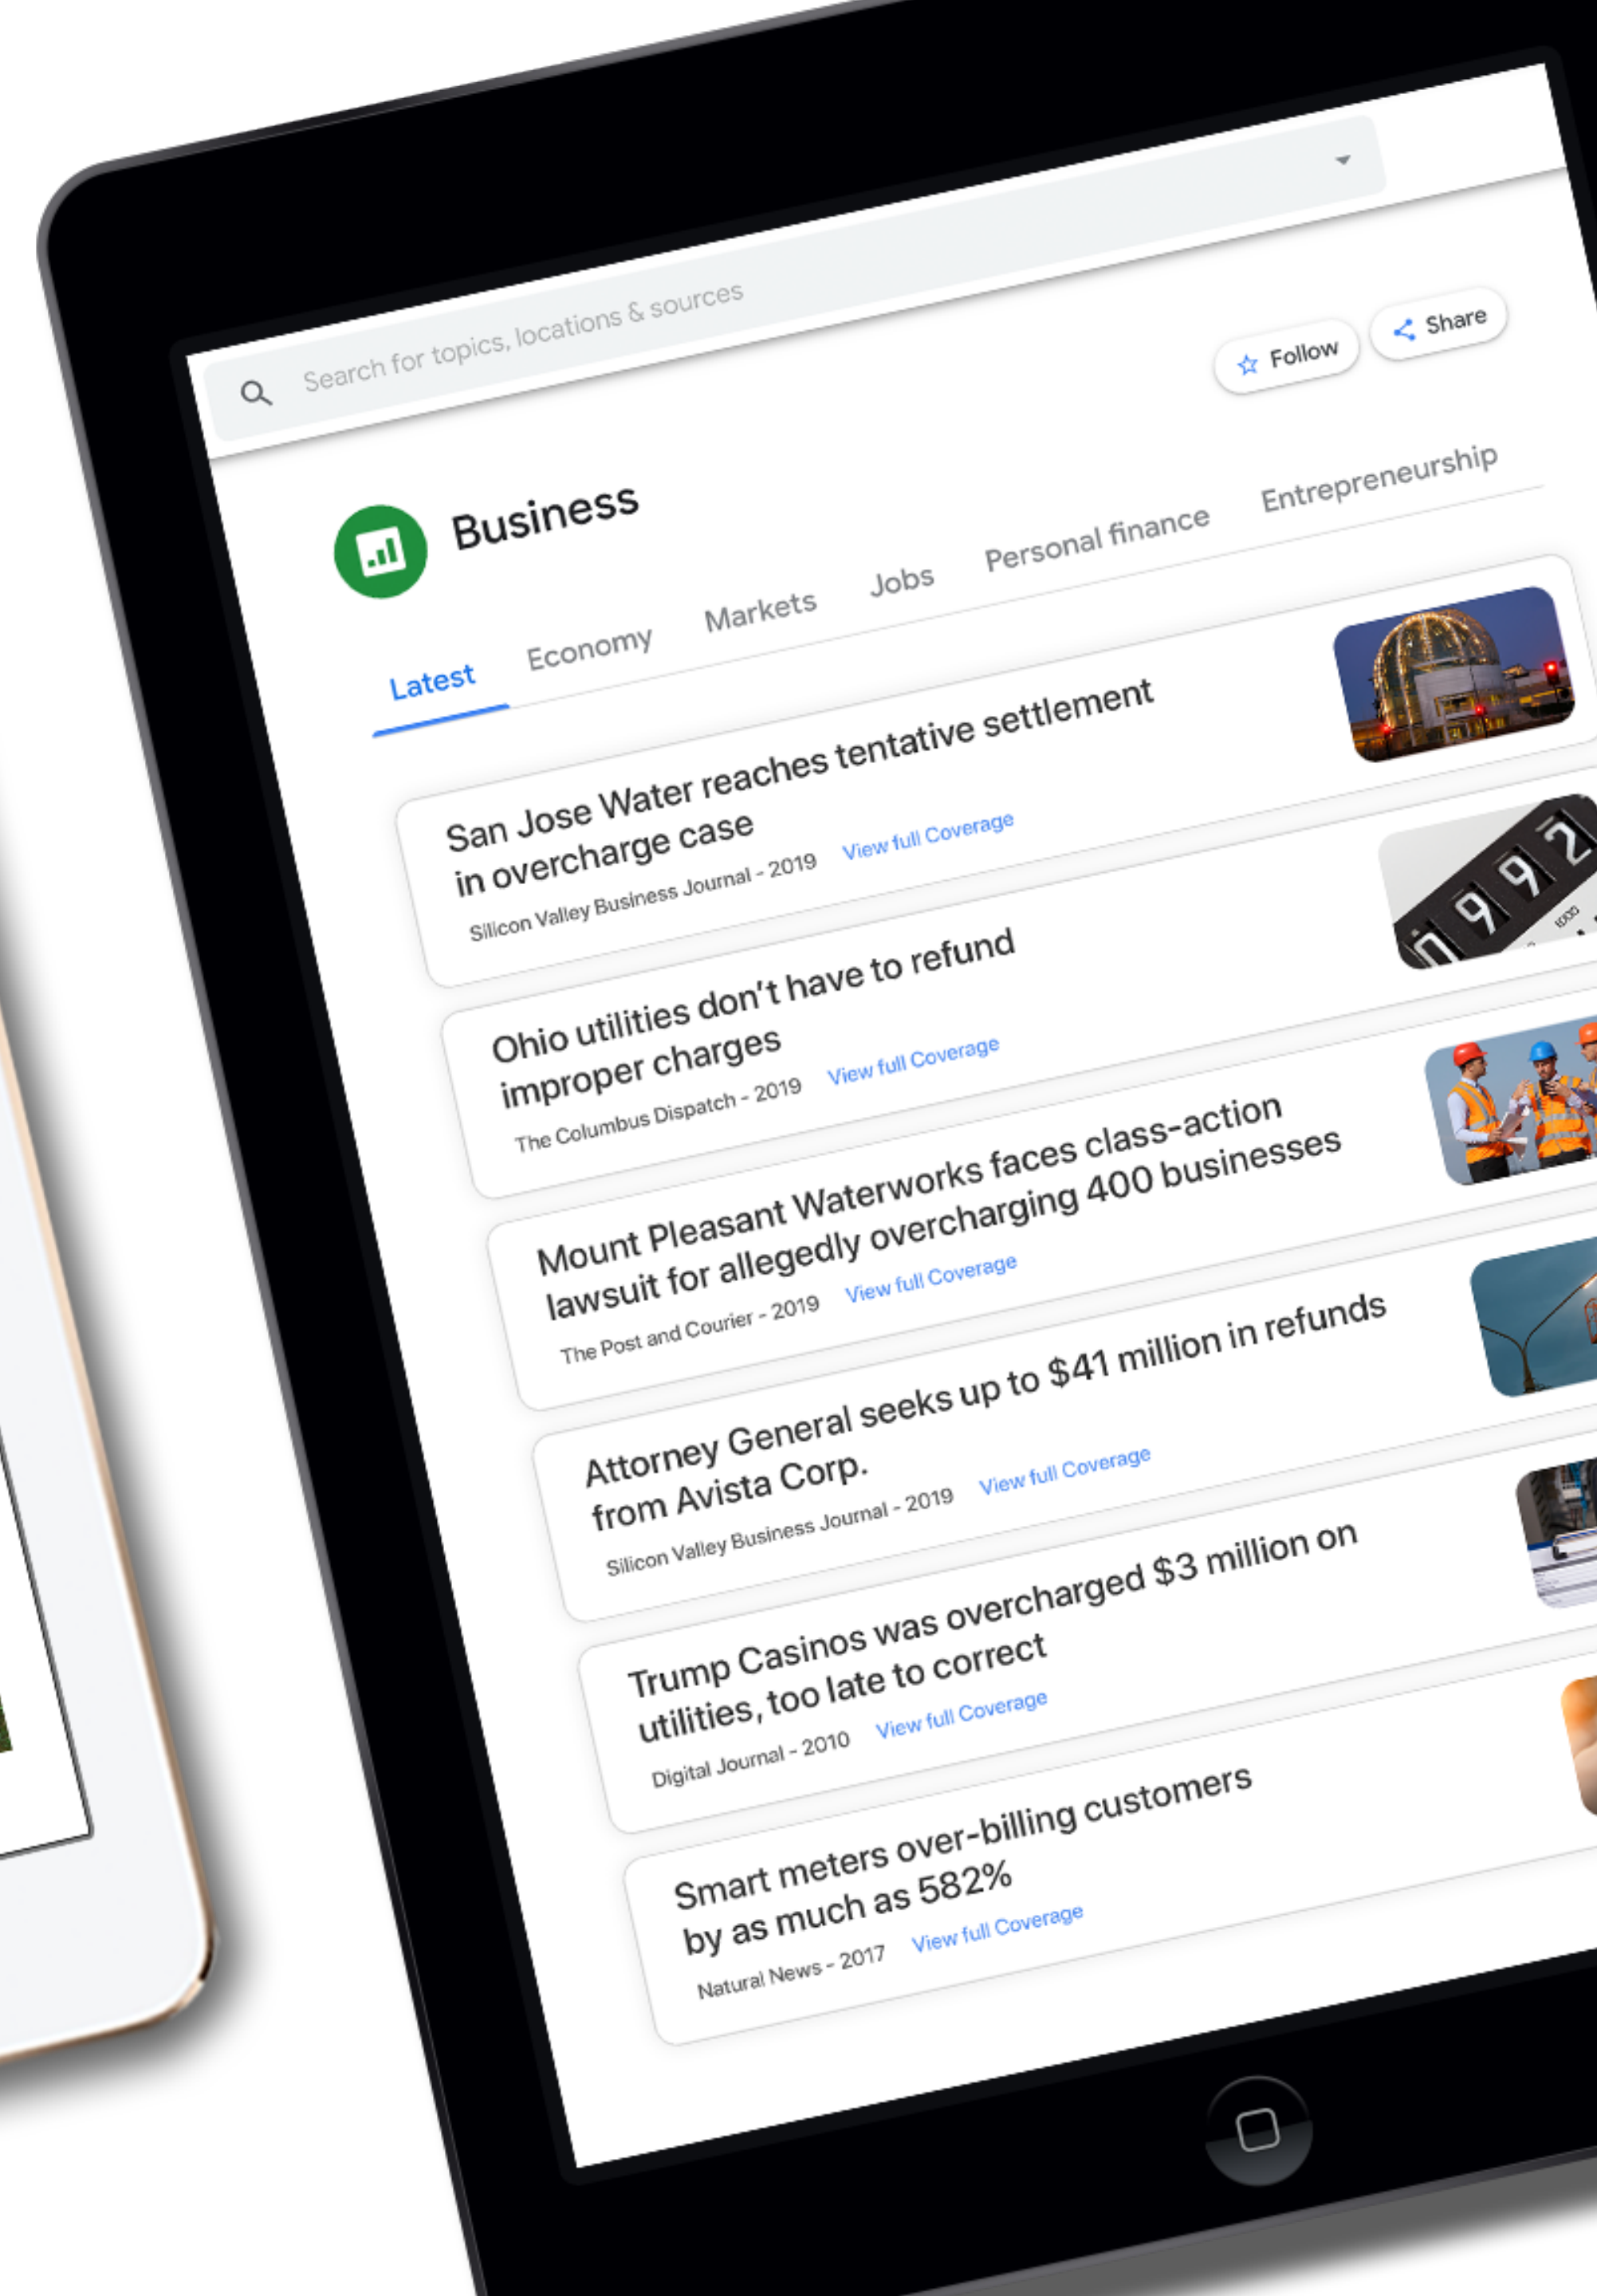 Search for topics, locations & sources
Follow
Share
Business
Latest
Economy
Markets
Jobs
Personal finance
Entrepreneurship
San Jose Water reaches tentative settlement
in overcharge case
Silicon Valley Business Journal - 2019
View full Coverage
0992
1000
Ohio utilities don't have to refund
improper charges
The Columbus Dispatch - 2019
View full Coverage
Mount Pleasant Waterworks faces class-action
lawsuit for allegedly overcharging 400 businesses
The Post and Courier - 2019
View full Coverage
Attorney General seeks up to $41 million in refunds
from Avista Corp.
Silicon Valley Business Journal - 2019
View full Coverage
Trump Casinos was overcharged $3 million on
utilities, too late to correct
Digital Journal - 2010
View full Coverage
Smart meters over-billing customers
by as much as 582%
Natural News - 2017
View full Coverage